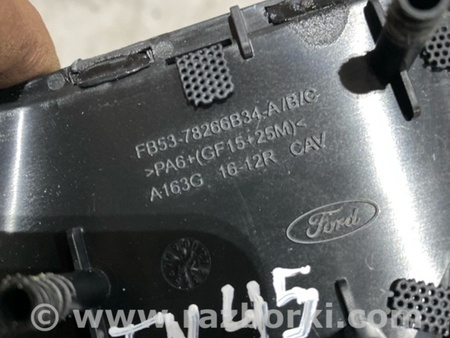 FB53-78266B34-A/B/C
>PA6+(GF15+25M)<
A163G 16-12R CAV
Ford
www.razborki.com